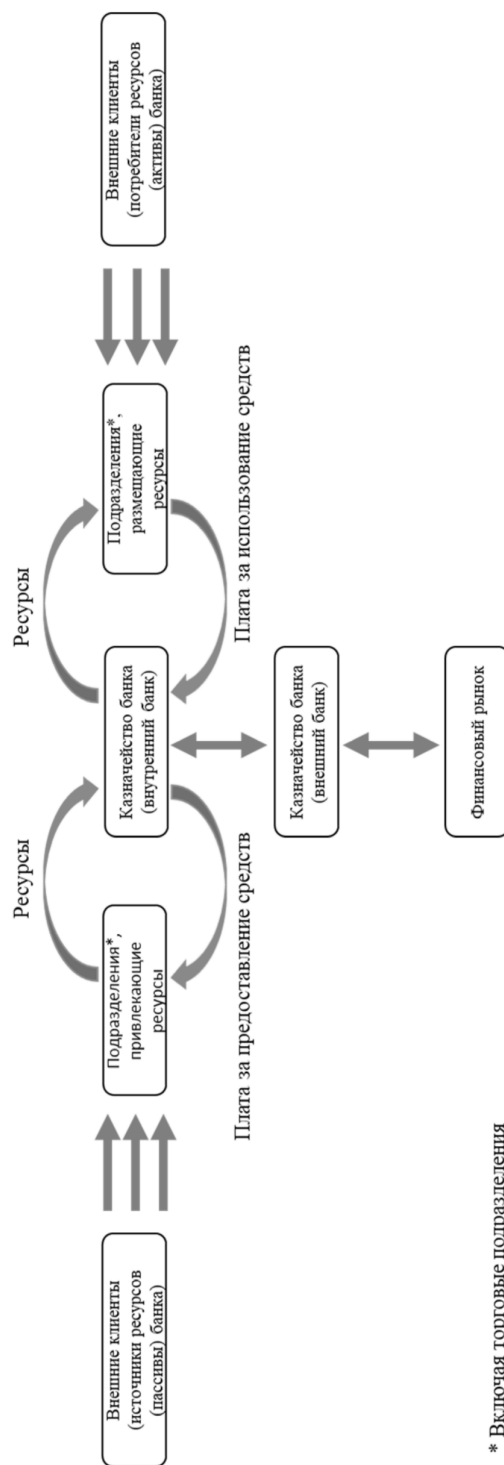 Ресурсы
Ресурсы
Внешние клиенты
(источники ресурсов
(пассивы) банка)
Подразделения*,
привлекающие
ресурсы
Казначейство банка
(внутренний банк)
Подразделения*,
размещающие
ресурсы
Внешние клиенты
(потребители ресурсов
(активы) банка)
Плата за предоставление средств
Плата за использование средств
Казначейство банка
(внешний банк)
Финансовый рынок
* Включая торговые подразделения